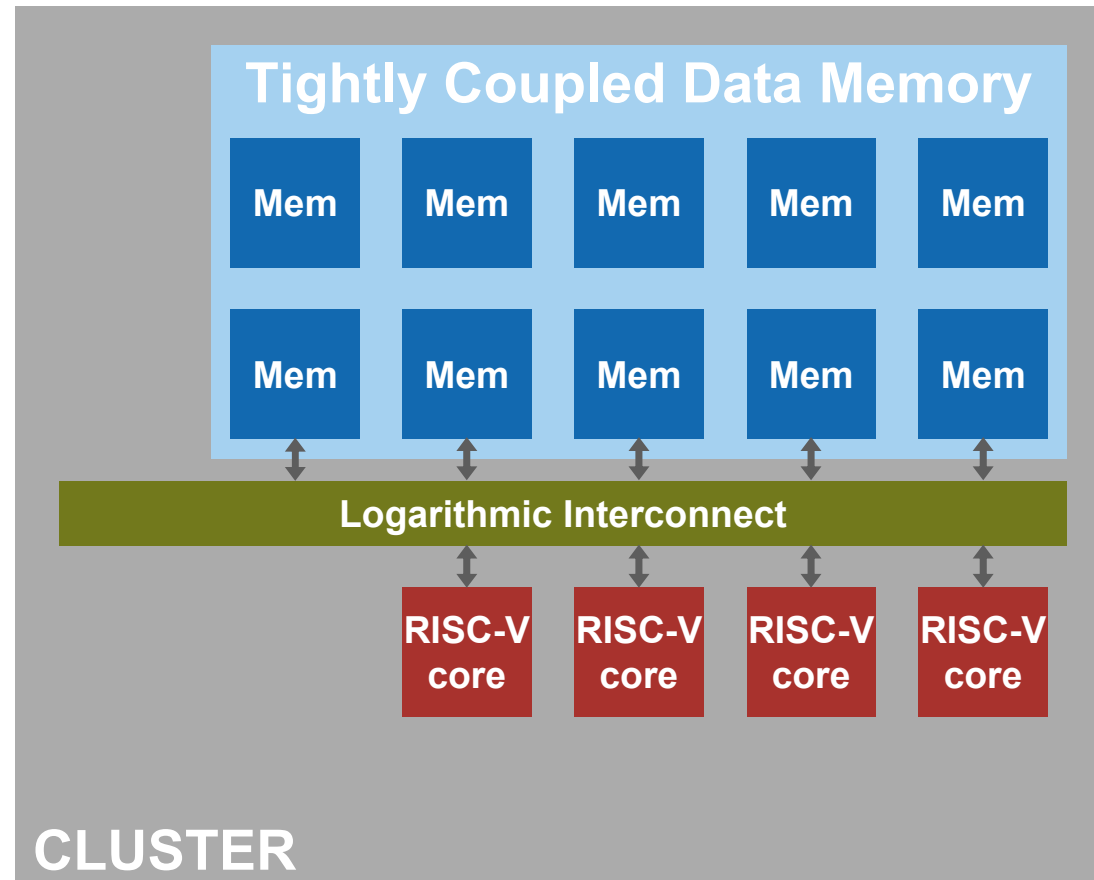 Tightly Coupled Data Memory
Mem Mem Mem Mem Mem
Mem Mem Mem Mem Mem
Logarithmic Interconnect
RISC-V RISC-V RISC-V RISC-V
core core core core
CLUSTER